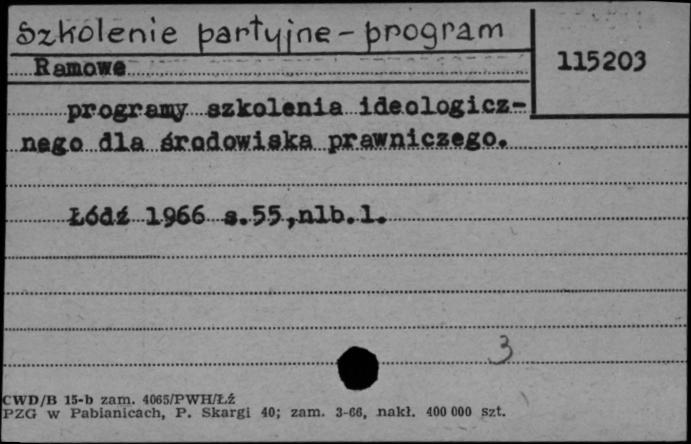 Szkolenie partyjne - program
115203
Ramowe
programy szkolenia ideologicz-
nego dla środowiska prawniczego.
Łódź 1966 s.55,nlb.1.
3
CWD/B 15-b zam. 4065/PWH/Łż
PZG w Pabianicach, P. Skargi 40; zam. 3-66, nakł. 400 000 szt.